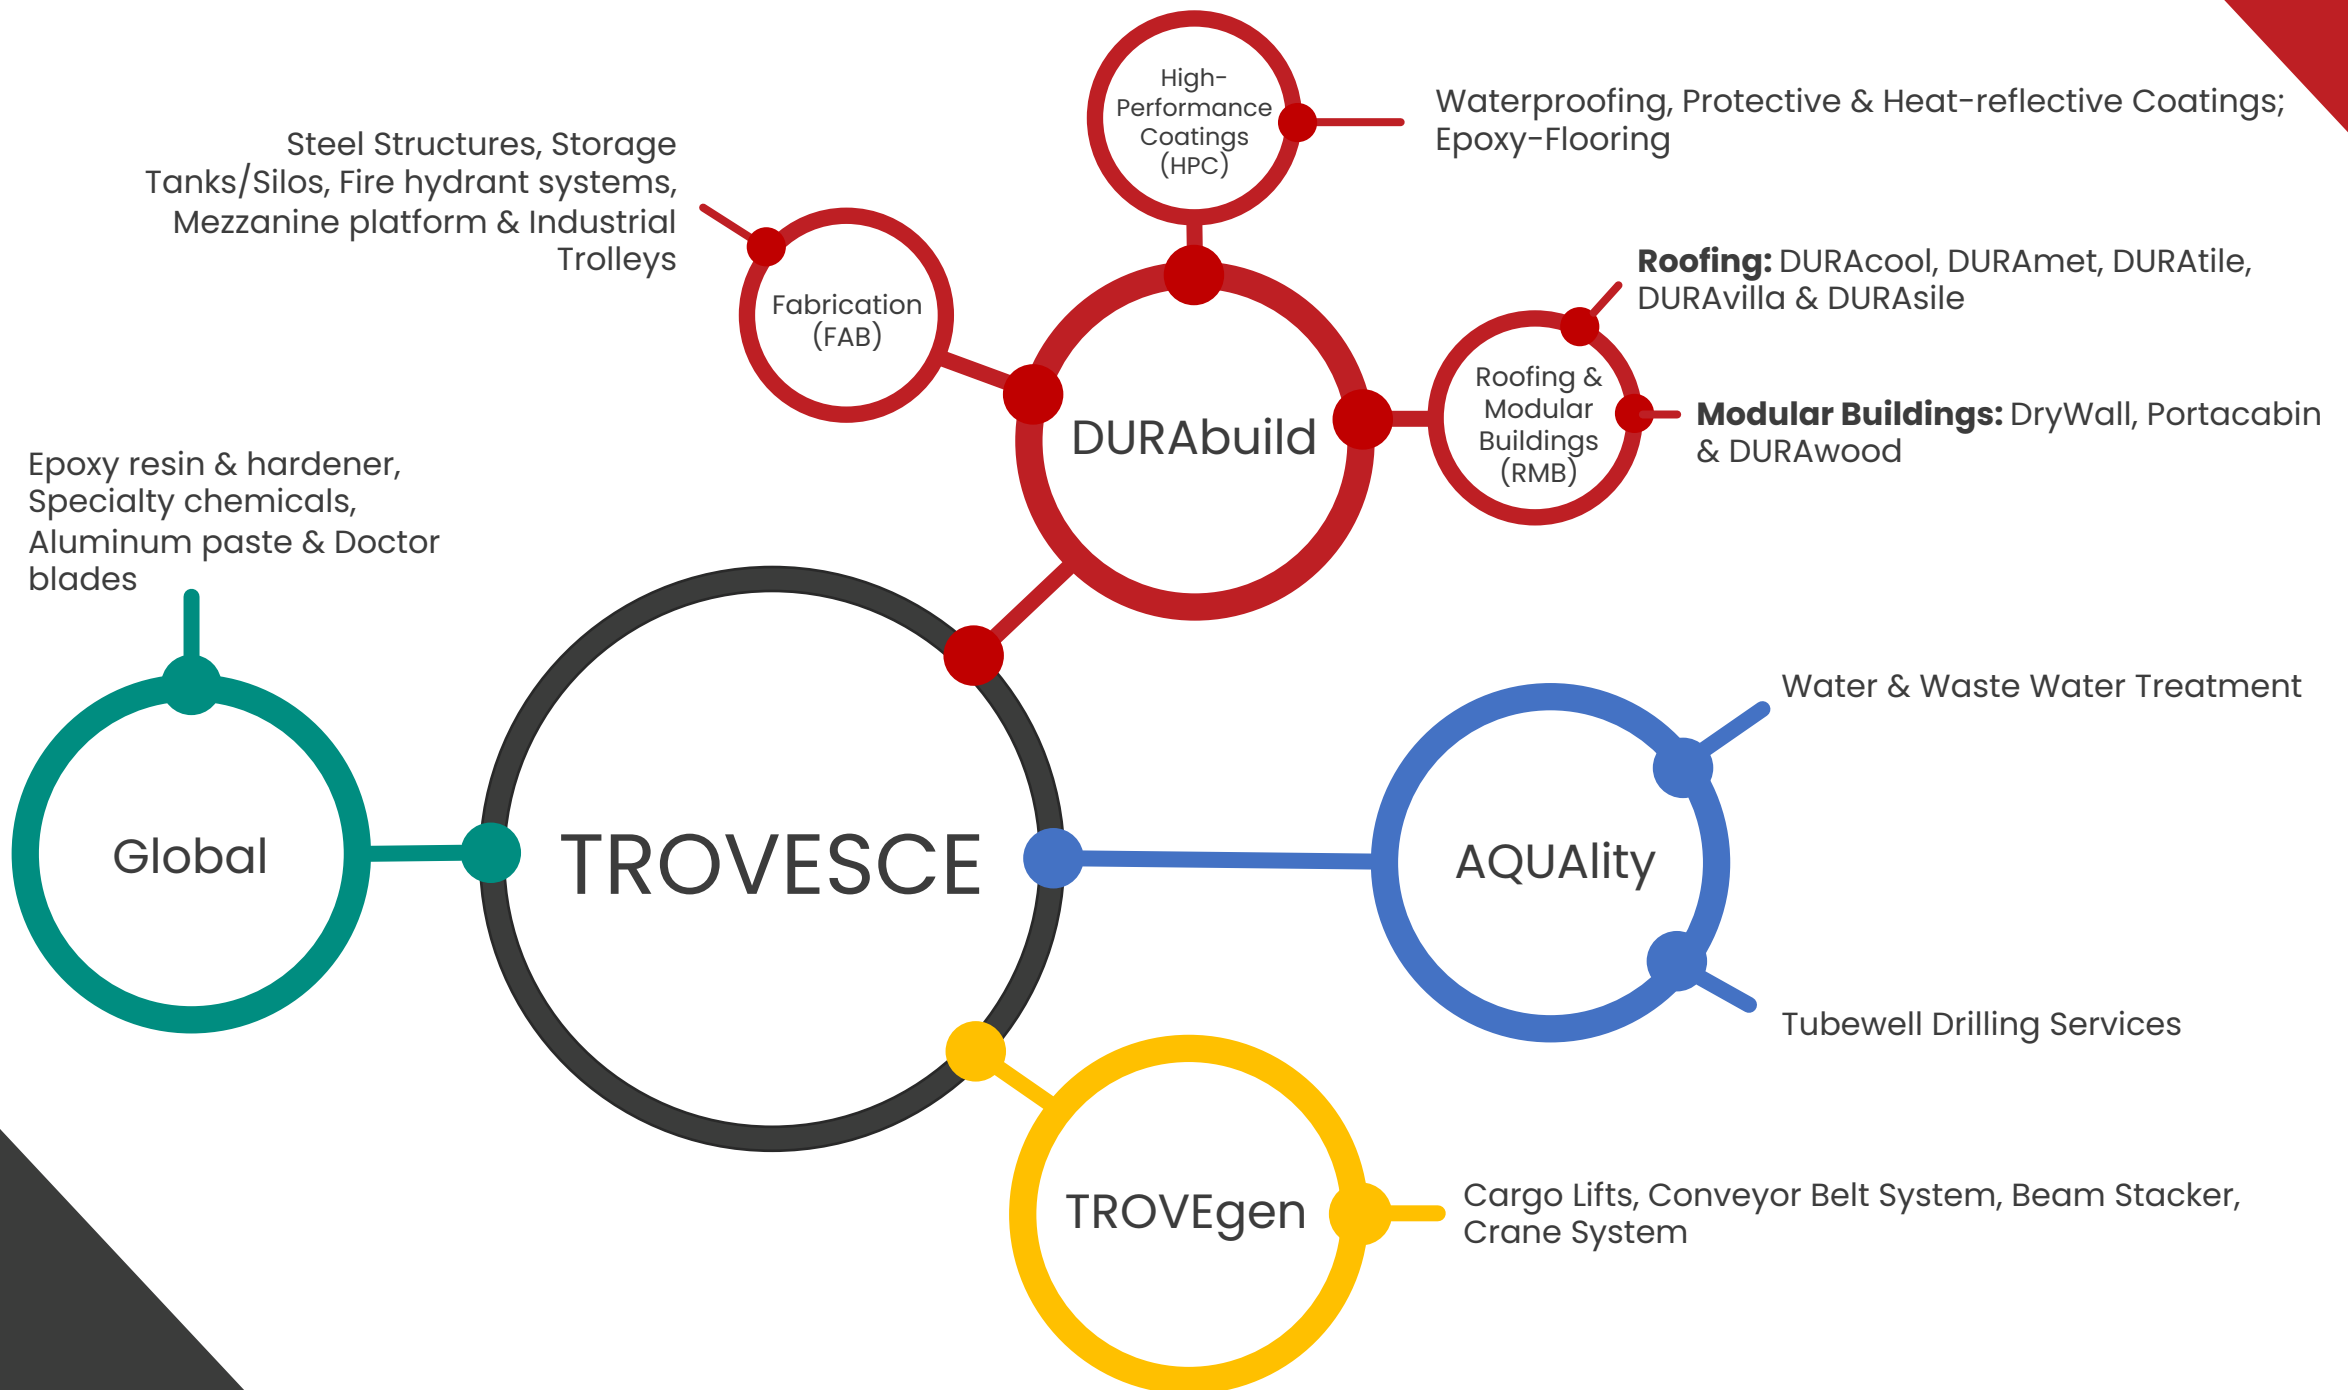 High-
Performance
Coatings
(HPC)
Waterproofing, Protective & Heat-reflective Coatings;
Epoxy-Flooring
Steel Structures, Storage
Tanks/Silos, Fire hydrant systems,
Mezzanine platform & Industrial
Trolleys
Fabrication
(FAB)
Roofing: DURAcool, DURAmet, DURAtile,
DURAvilla & DURAsile
DURAbuild
Roofing &
Modular
Buildings
(RMB)
Modular Buildings: DryWall, Portacabin
& DURAwood
Epoxy resin & hardener,
Specialty chemicals,
Aluminum paste & Doctor
blades
Global
TROVESCE
AQUAlity
Water & Waste Water Treatment
Tubewell Drilling Services
TROVEgen
Cargo Lifts, Conveyor Belt System, Beam Stacker,
Crane System